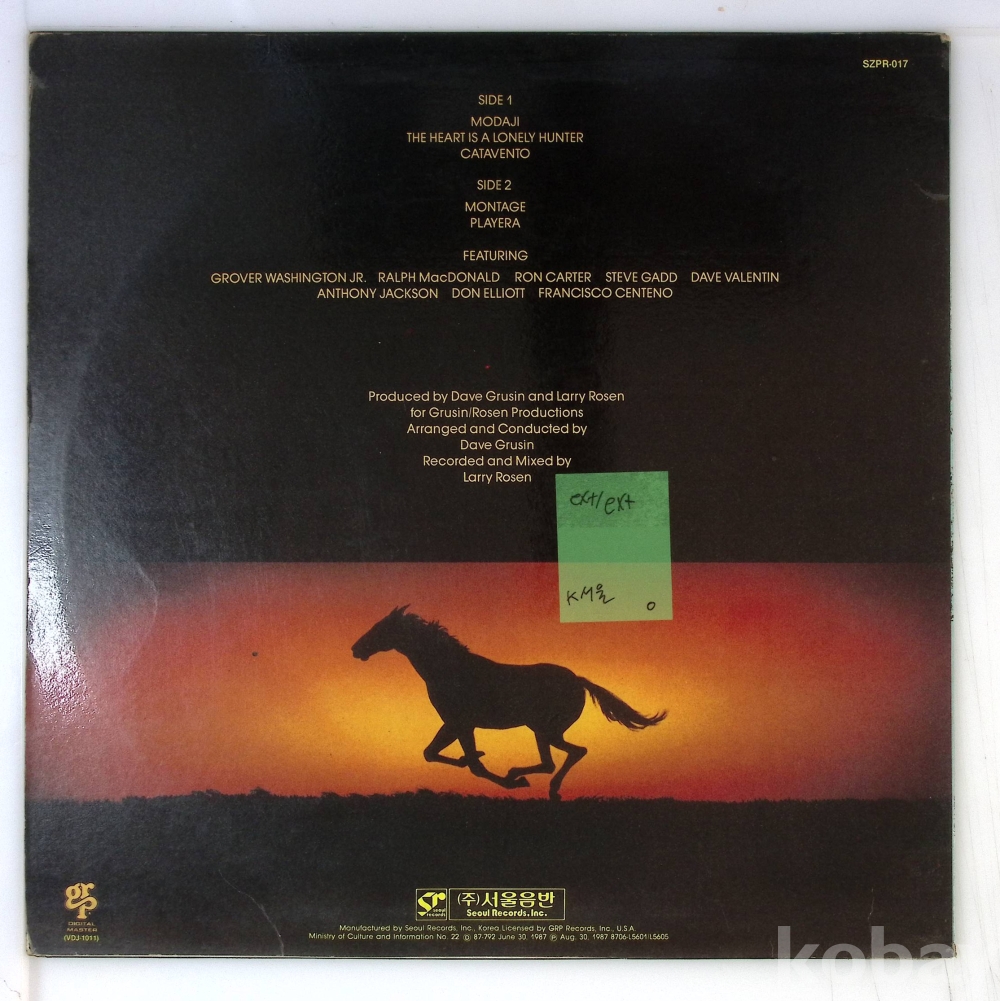 SZPR-017
SIDE 1
MODAJI
THE HEART IS A LONELY HUNTER
CATAVENTO
SIDE 2
MONTAGE
PLAYERA
FEATURING
GROVER WASHINGTON JR. RALPH MacDONALD RON CARTER STEVE GADD DAVE VALENTIN
ANTHONY JACKSON DON ELLIOTT FRANCISCO CENTENO
Produced by Dave Grusin and Larry Rosen
for Grusin/Rosen Productions
Arranged and Conducted by
Dave Grusin
Recorded and Mixed by
Larry Rosen
ext/ext
K서울 o
grp
DIGITAL
MASTER
(VDJ-1011)
sr seoul records
(주)서울음반
Seoul Records. Inc.
Manufactured by Seoul Records, Inc., Korea Licensed by GRP Records, Inc., U.S.A.
Ministry of Culture and Information No. 22 ⓓ 87-792 June 30, 1987 ⓟ Aug. 30, 1987 8706-L5601/L5605
koba